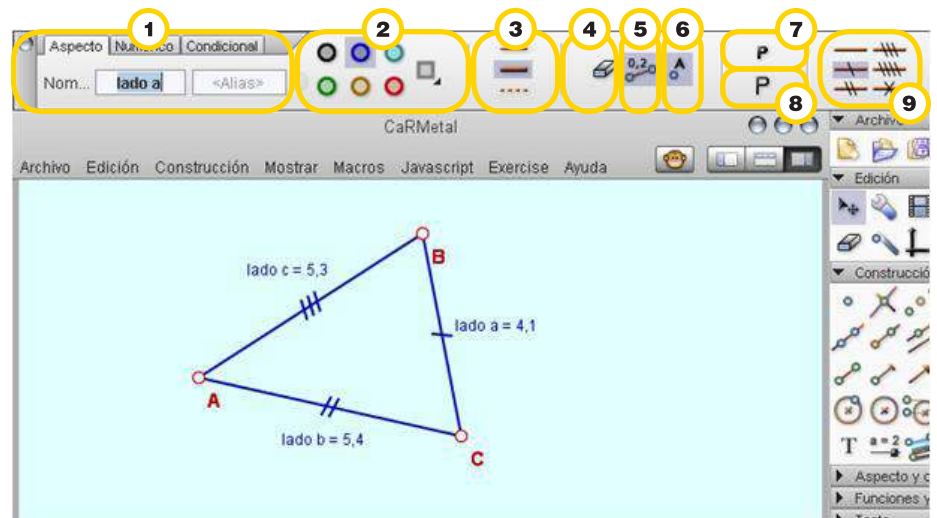 1 2 3 4 5 6 7
Aspecto Numérico Condicional
Nom... lado a <Alias>
0,2 A P
P 8 9
CaRMetal
Archivo
Archivo Edición Construcción Mostrar Macros Javascript Exercise Ayuda
Edición
Construcció
B
lado c = 5,3
lado a = 4,1
A
lado b = 5,4
C
T a=2
Aspecto y c
Funciones y